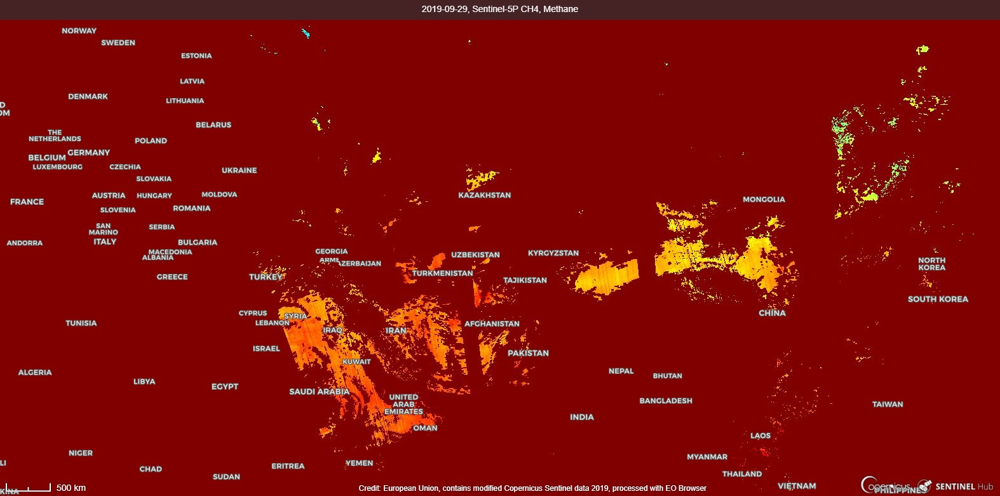 2019-09-29, Sentinel-5P CH4, Methane
NORWAY
SWEDEN
ESTONIA
LATVIA
DENMARK
LITHUANIA
D
OM
BELARUS
THE
NETHERLANDS
POLAND
GERMANY
BELGIUM
LUXEMBOURG
CZECHIA
UKRAINE
SLOVAKIA
AUSTRIA
HUNGARY
MOLDOVA
KAZAKHSTAN
MONGOLIA
FRANCE
SLOVENIA
ROMANIA
SAN
MARINO
SERBIA
ITALY
ANDORRA
BULGARIA
MACEDONIA
ALBANIA
GEORGIA
ARME
AZERBAIJAN
UZBEKISTAN
KYRGYZSTAN
NORTH
KOREA
GREECE
TURKEY
TURKMENISTAN
TAJIKISTAN
SOUTH KOREA
CYPRUS
SYRIA
LEBANON
CHINA
TUNISIA
IRAQ
IRAN
AFGHANISTAN
ISRAEL
PAKISTAN
KUWAIT
ALGERIA
LIBYA
EGYPT
SAUDI ARABIA
NEPAL
BHUTAN
UNITED
ARAB
EMIRATES
BANGLADESH
TAIWAN
INDIA
OMAN
LAOS
NIGER
MYANMAR
LI
CHAD
ERITREA
YEMEN
SUDAN
THAILAND
VIETNAM
PHILIPPINES
KINA
500 km
Credit: European Union, contains modified Copernicus Sentinel data 2019, processed with EO Browser
Copernicus
SENTINEL Hub